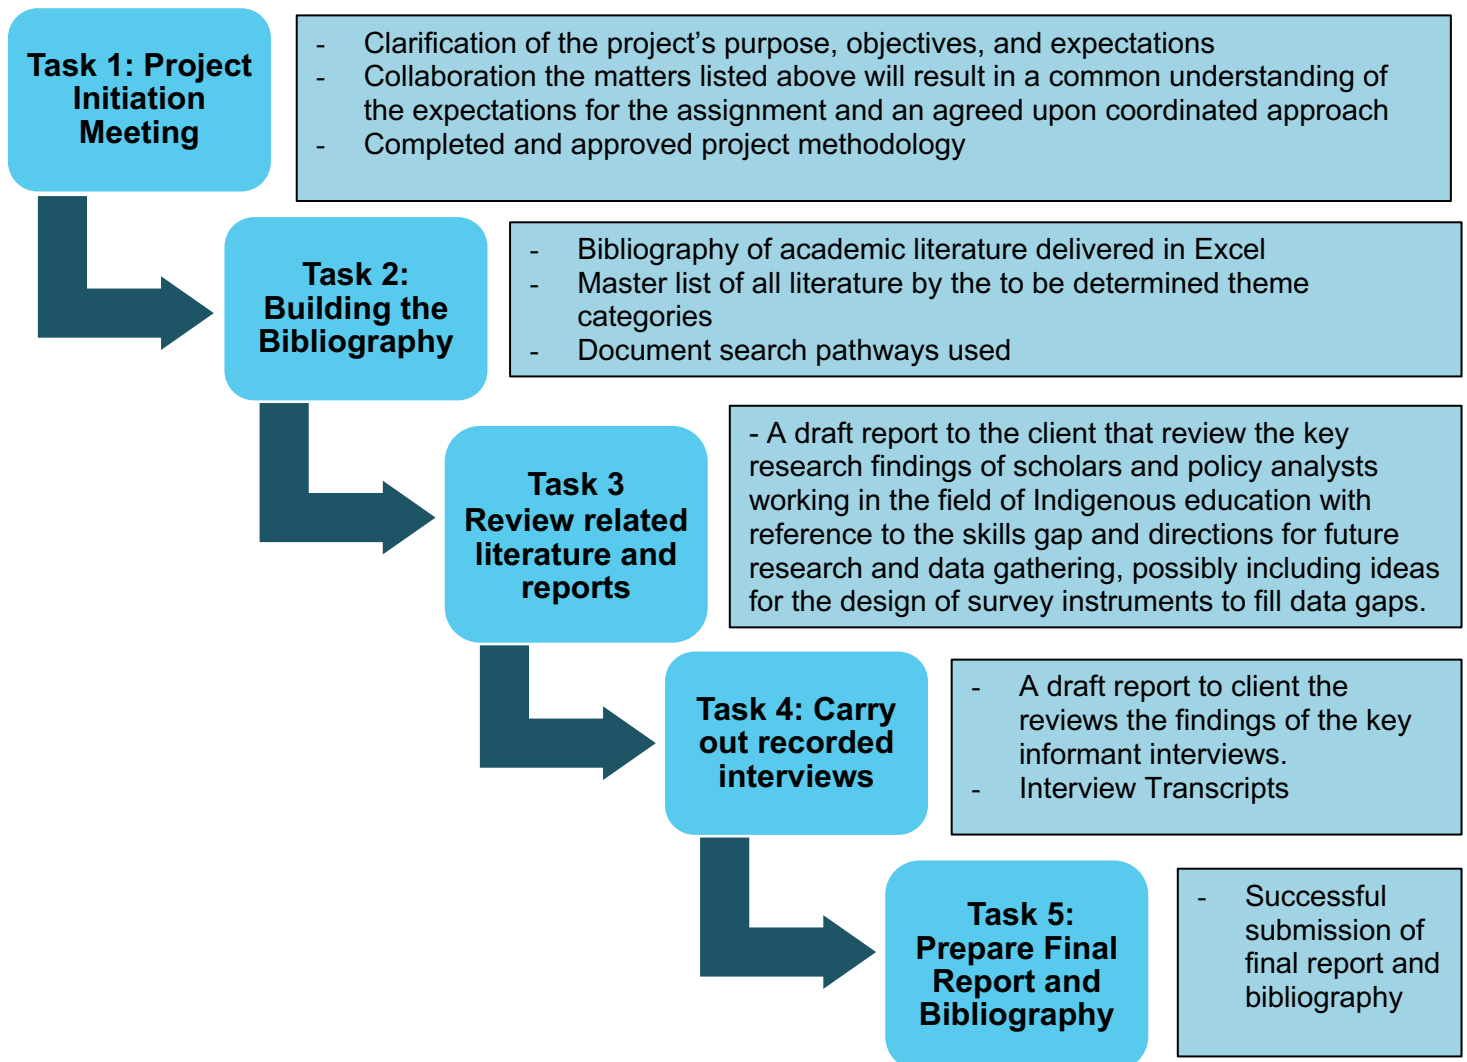 Task 1: Project
Initiation
Meeting
- Clarification of the project’s purpose, objectives, and expectations
- Collaboration the matters listed above will result in a common understanding of
the expectations for the assignment and an agreed upon coordinated approach
- Completed and approved project methodology
Task 2:
Building the
Bibliography
- Bibliography of academic literature delivered in Excel
- Master list of all literature by the to be determined theme
categories
- Document search pathways used
Task 3
Review related
literature and
reports
- A draft report to the client that review the key
research findings of scholars and policy analysts
working in the field of Indigenous education with
reference to the skills gap and directions for future
research and data gathering, possibly including ideas
for the design of survey instruments to fill data gaps.
Task 4: Carry
out recorded
interviews
- A draft report to client the
reviews the findings of the key
informant interviews.
- Interview Transcripts
Task 5:
Prepare Final
Report and
Bibliography
- Successful
submission of
final report and
bibliography